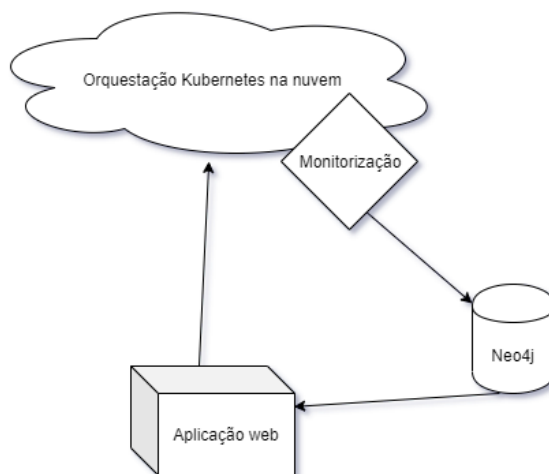 Orquestação Kubernetes na nuvem
Monitorização
Neo4j
Aplicação web